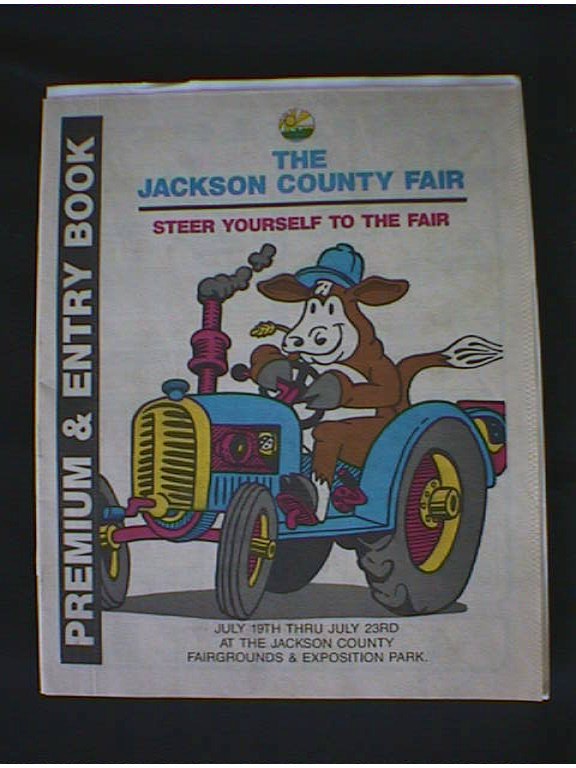 THE
JACKSON COUNTY FAIR
STEER YOURSELF TO THE FAIR
PREMIUM & ENTRY BOOK
JULY 19TH THRU JULY 23RD
AT THE JACKSON COUNTY
FAIRGROUNDS & EXPOSITION PARK.